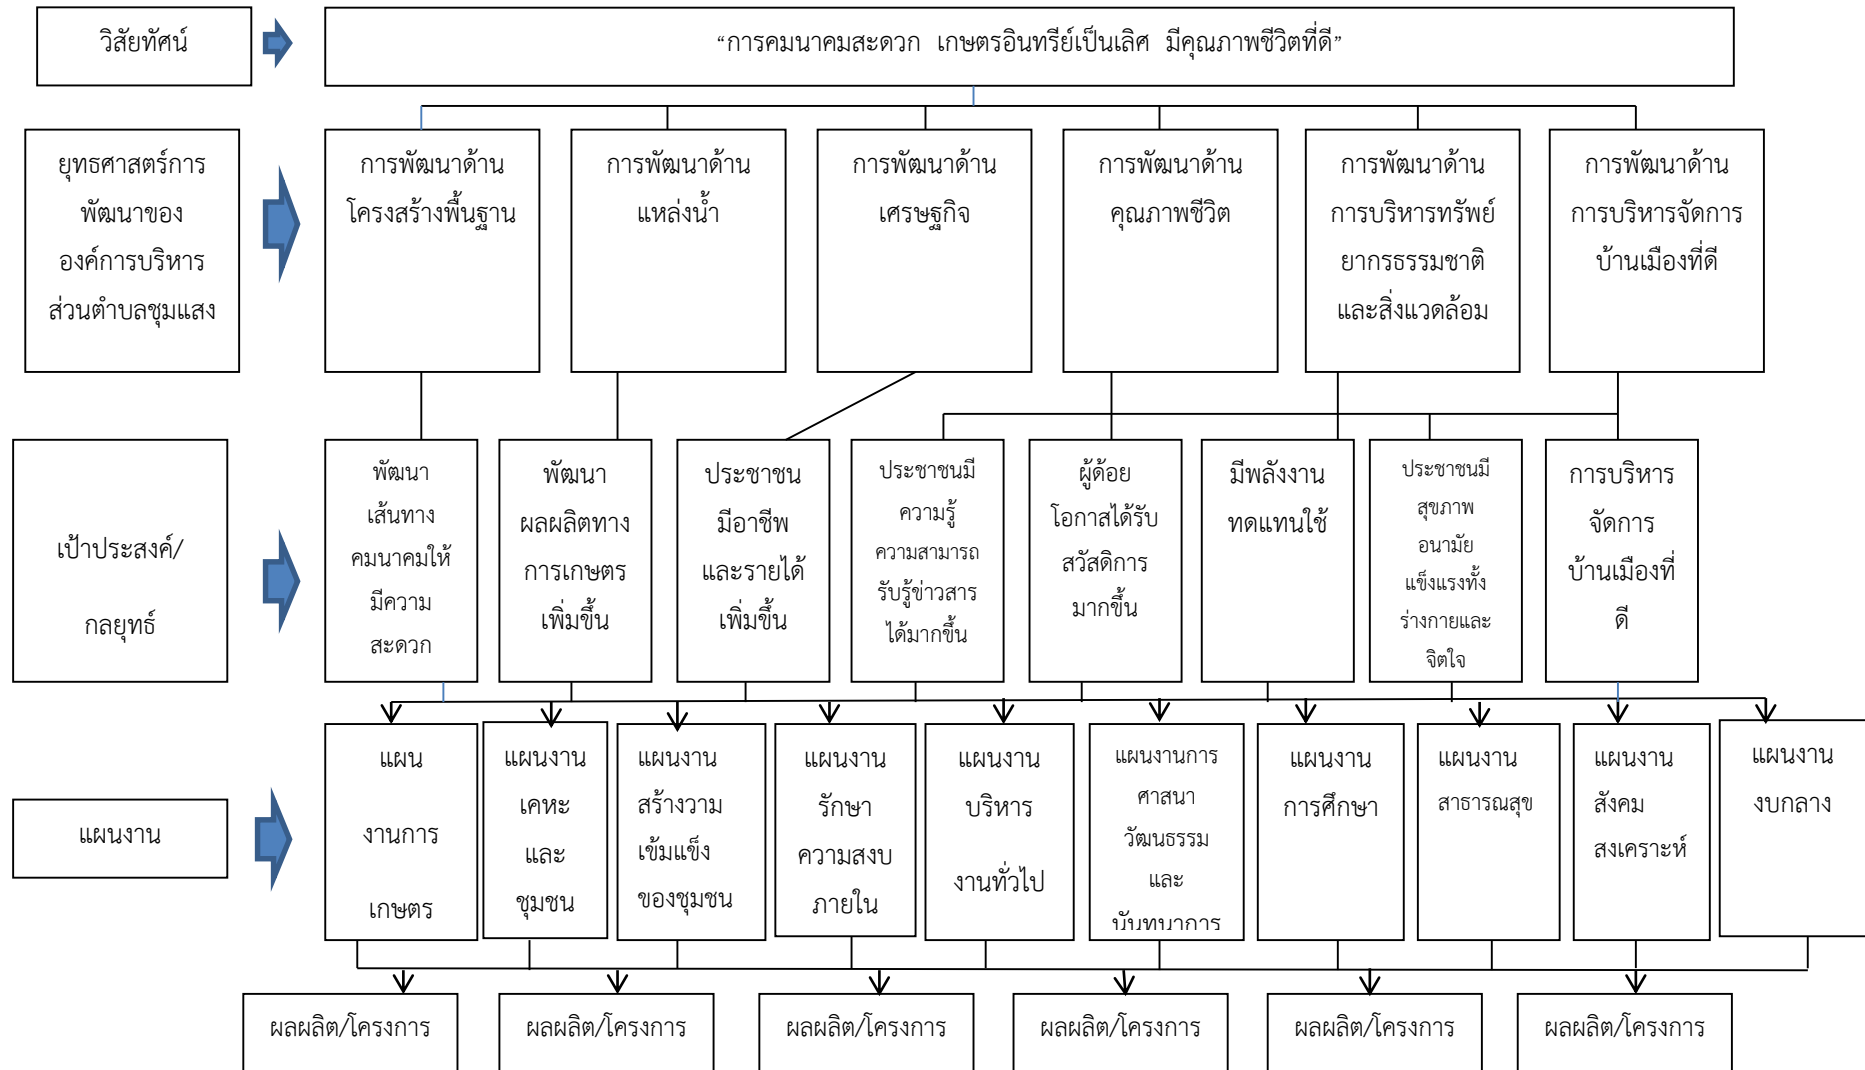 วิสัยทัศน์
“การคมนาคมสะดวก เกษตรอินทรีย์เป็นเลิศ มีคุณภาพชีวิตที่ดี”
ยุทธศาสตร์การ
พัฒนาของ
องค์การบริหาร
ส่วนตำบลชุมแสง
การพัฒนาด้าน
โครงสร้างพื้นฐาน
การพัฒนาด้าน
แหล่งน้ำ
การพัฒนาด้าน
เศรษฐกิจ
การพัฒนาด้าน
คุณภาพชีวิต
การพัฒนาด้าน
การบริหารทรัพย์
ยากรธรรมชาติ
และสิ่งแวดล้อม
การพัฒนาด้าน
การบริหารจัดการ
บ้านเมืองที่ดี
เป้าประสงค์/
กลยุทธ์
พัฒนา
เส้นทาง
คมนาคมให้
มีความ
สะดวก
พัฒนา
ผลผลิตทาง
การเกษตร
เพิ่มขึ้น
ประชาชน
มีอาชีพ
และรายได้
เพิ่มขึ้น
ประชาชนมี
ความรู้
ความสามารถ
รับรู้ข่าวสาร
ได้มากขึ้น
ผู้ด้อย
โอกาสได้รับ
สวัสดิการ
มากขึ้น
มีพลังงาน
ทดแทนใช้
ประชาชนมี
สุขภาพ
อนามัย
แข็งแรงทั้ง
ร่างกายและ
จิตใจ
การบริหาร
จัดการ
บ้านเมืองที่
ดี
แผนงาน
แผน
งานการ
เกษตร
แผนงาน
เคหะ
และ
ชุมชน
แผนงาน
สร้างวาม
เข้มแข็ง
ของชุมชน
แผนงาน
รักษา
ความสงบ
ภายใน
แผนงาน
บริหาร
งานทั่วไป
แผนงานการ
ศาสนา
วัฒนธรรม
และ
นันทนาการ
แผนงาน
การศึกษา
แผนงาน
สาธารณสุข
แผนงาน
สังคม
สงเคราะห์
แผนงาน
งบกลาง
ผลผลิต/โครงการ
ผลผลิต/โครงการ
ผลผลิต/โครงการ
ผลผลิต/โครงการ
ผลผลิต/โครงการ
ผลผลิต/โครงการ